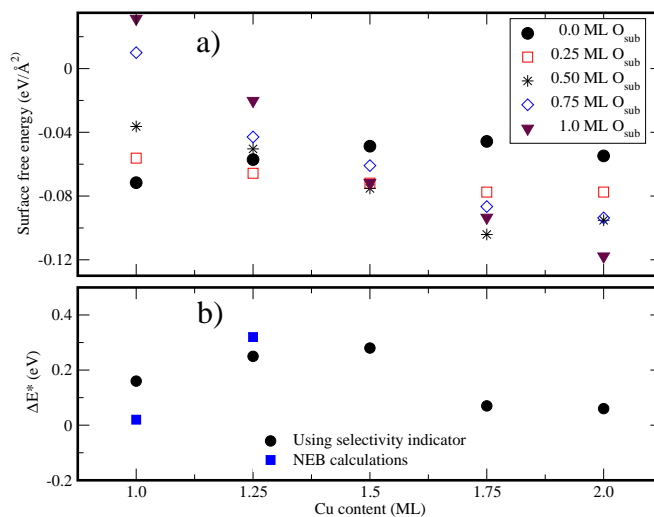 a)
0.0 ML O_sub
0.25 ML O_sub
0.50 ML O_sub
0.75 ML O_sub
1.0 ML O_sub
Surface free energy (eV/Å²)
0
-0.04
-0.08
-0.12
b)
ΔE* (eV)
0.4
0.2
0
-0.2
Using selectivity indicator
NEB calculations
1.0 1.25 1.5 1.75 2.0
Cu content (ML)